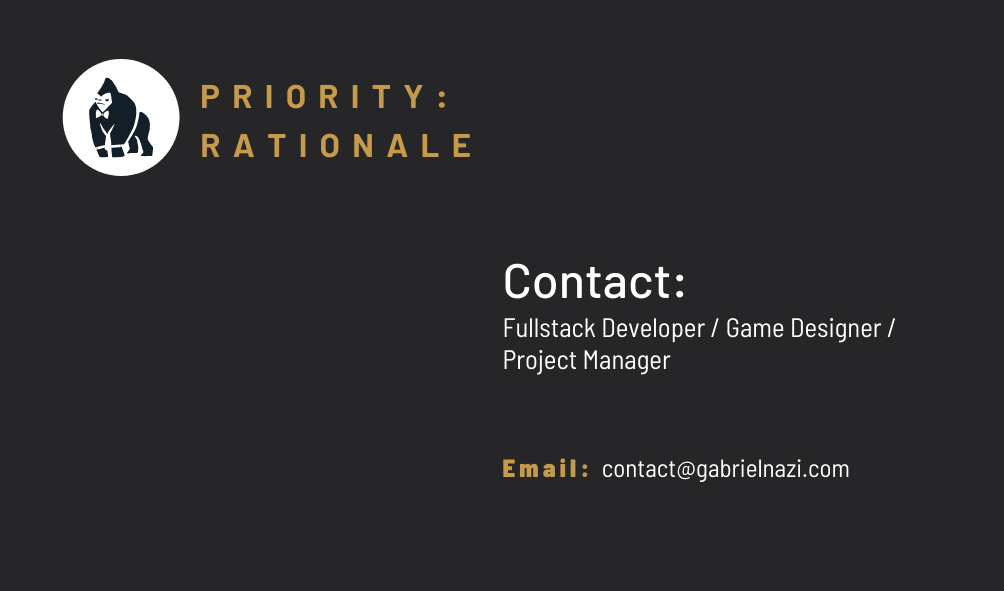 PRIORITY:
RATIONALE
Contact:
Fullstack Developer / Game Designer /
Project Manager
Email: contact@gabrielnazi.com